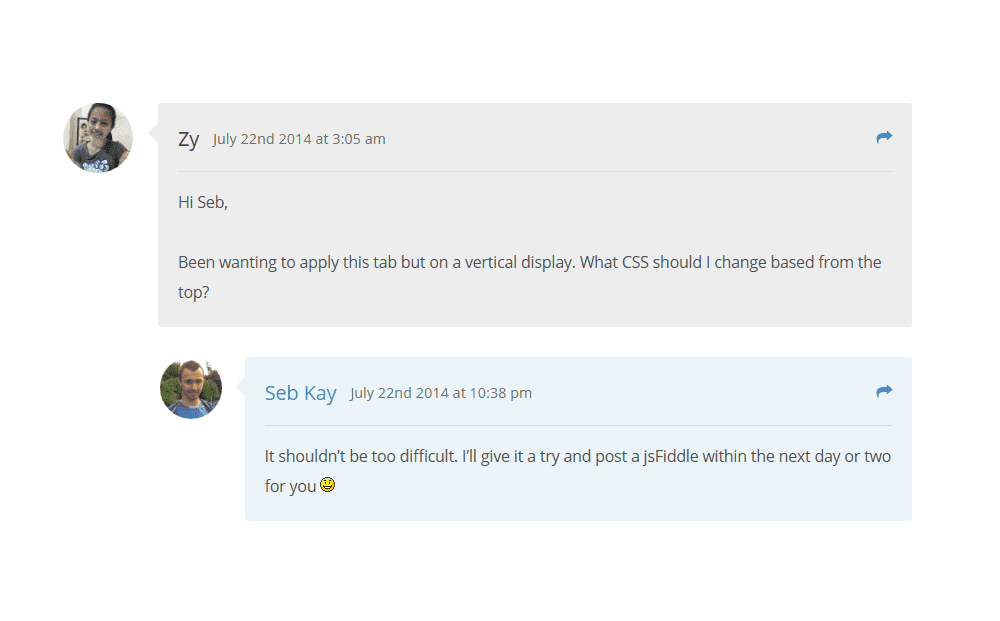 Zy July 22nd 2014 at 3:05 am
Hi Seb,
Been wanting to apply this tab but on a vertical display. What CSS should I change based from the
top?
Seb Kay July 22nd 2014 at 10:38 pm
It shouldn’t be too difficult. I’ll give it a try and post a jsFiddle within the next day or two
for you